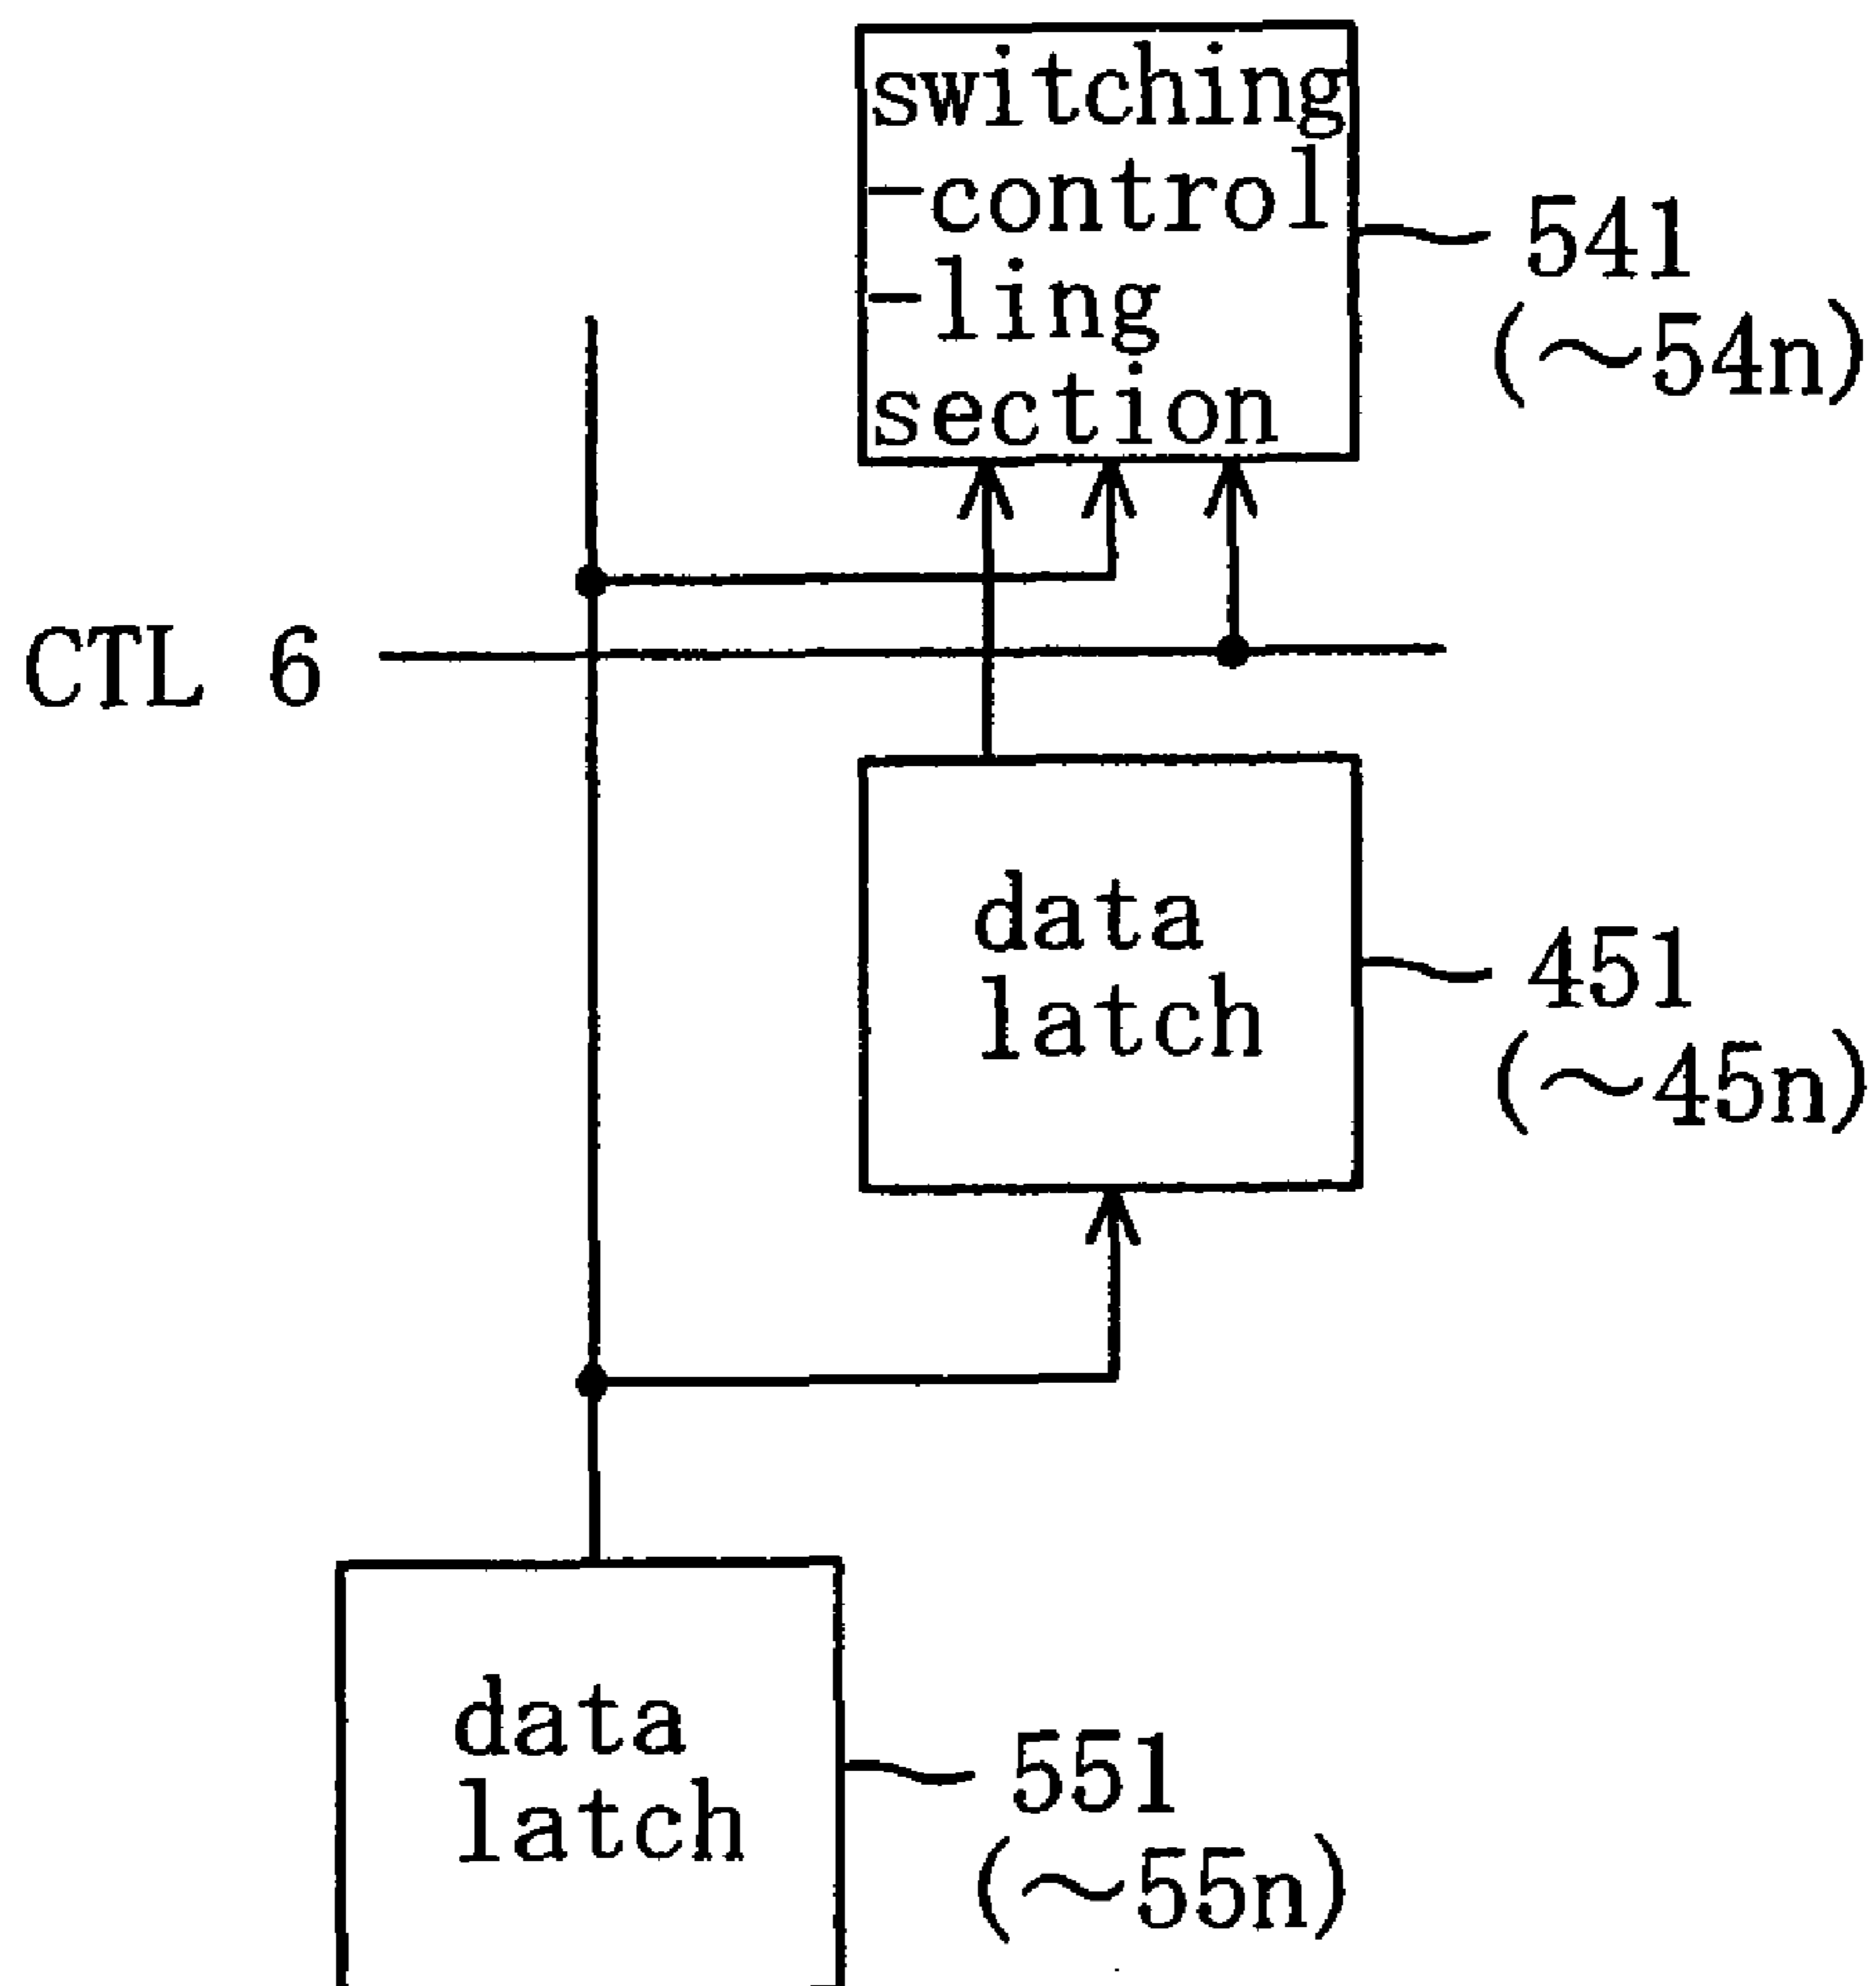 switching
-control
-ling
section
541
(～54n)
CTL 6
data
latch
451
(～45n)
data
latch
551
(～55n)